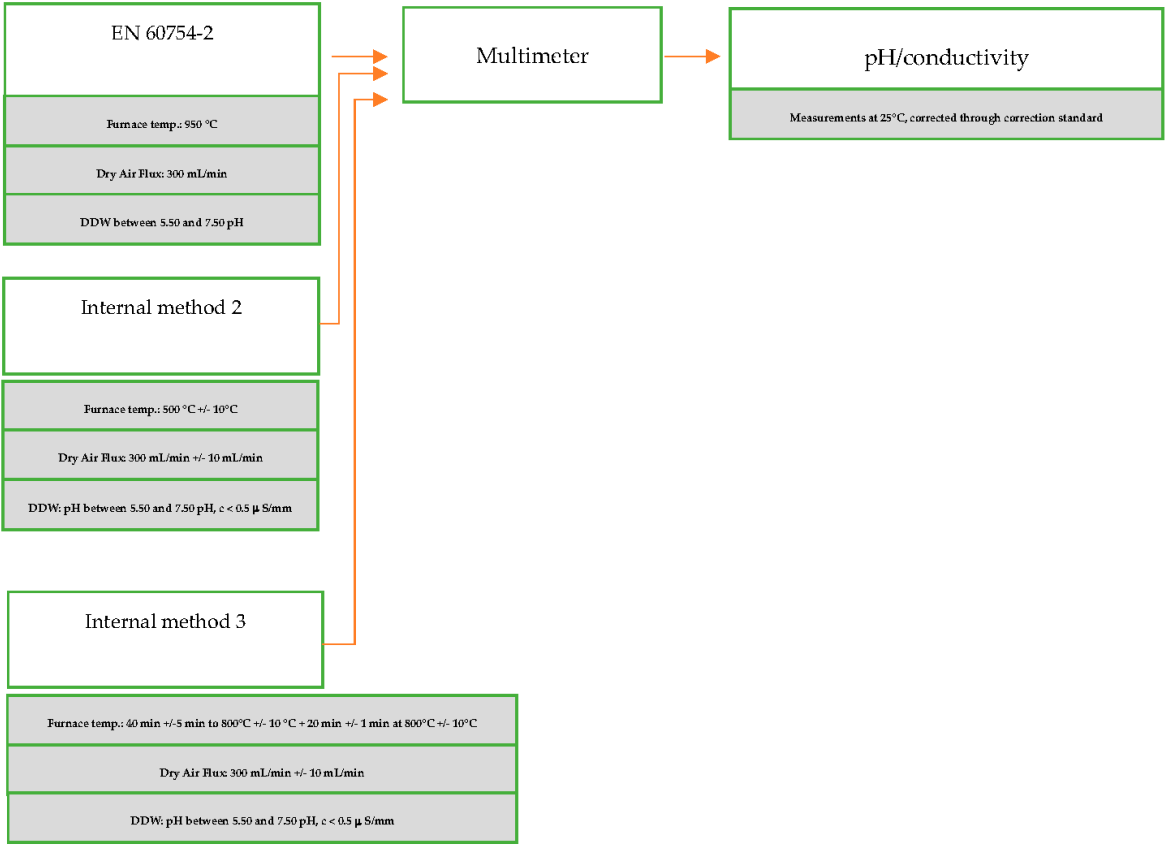 EN 60754-2
Furnace temp.: 950 °C
Dry Air Flux: 300 mL/min
DDW between 5.50 and 7.50 pH
Multimeter
pH/conductivity
Measurements at 25°C, corrected through correction standard
Internal method 2
Furnace temp.: 500 °C +/- 10°C
Dry Air Flux: 300 mL/min +/- 10 mL/min
DDW: pH between 5.50 and 7.50 pH, c < 0.5 µ S/mm
Internal method 3
Furnace temp.: 40 min +/-5 min to 800°C +/- 10 °C + 20 min +/- 1 min at 800°C +/- 10°C
Dry Air Flux: 300 mL/min +/- 10 mL/min
DDW: pH between 5.50 and 7.50 pH, c < 0.5 µ S/mm